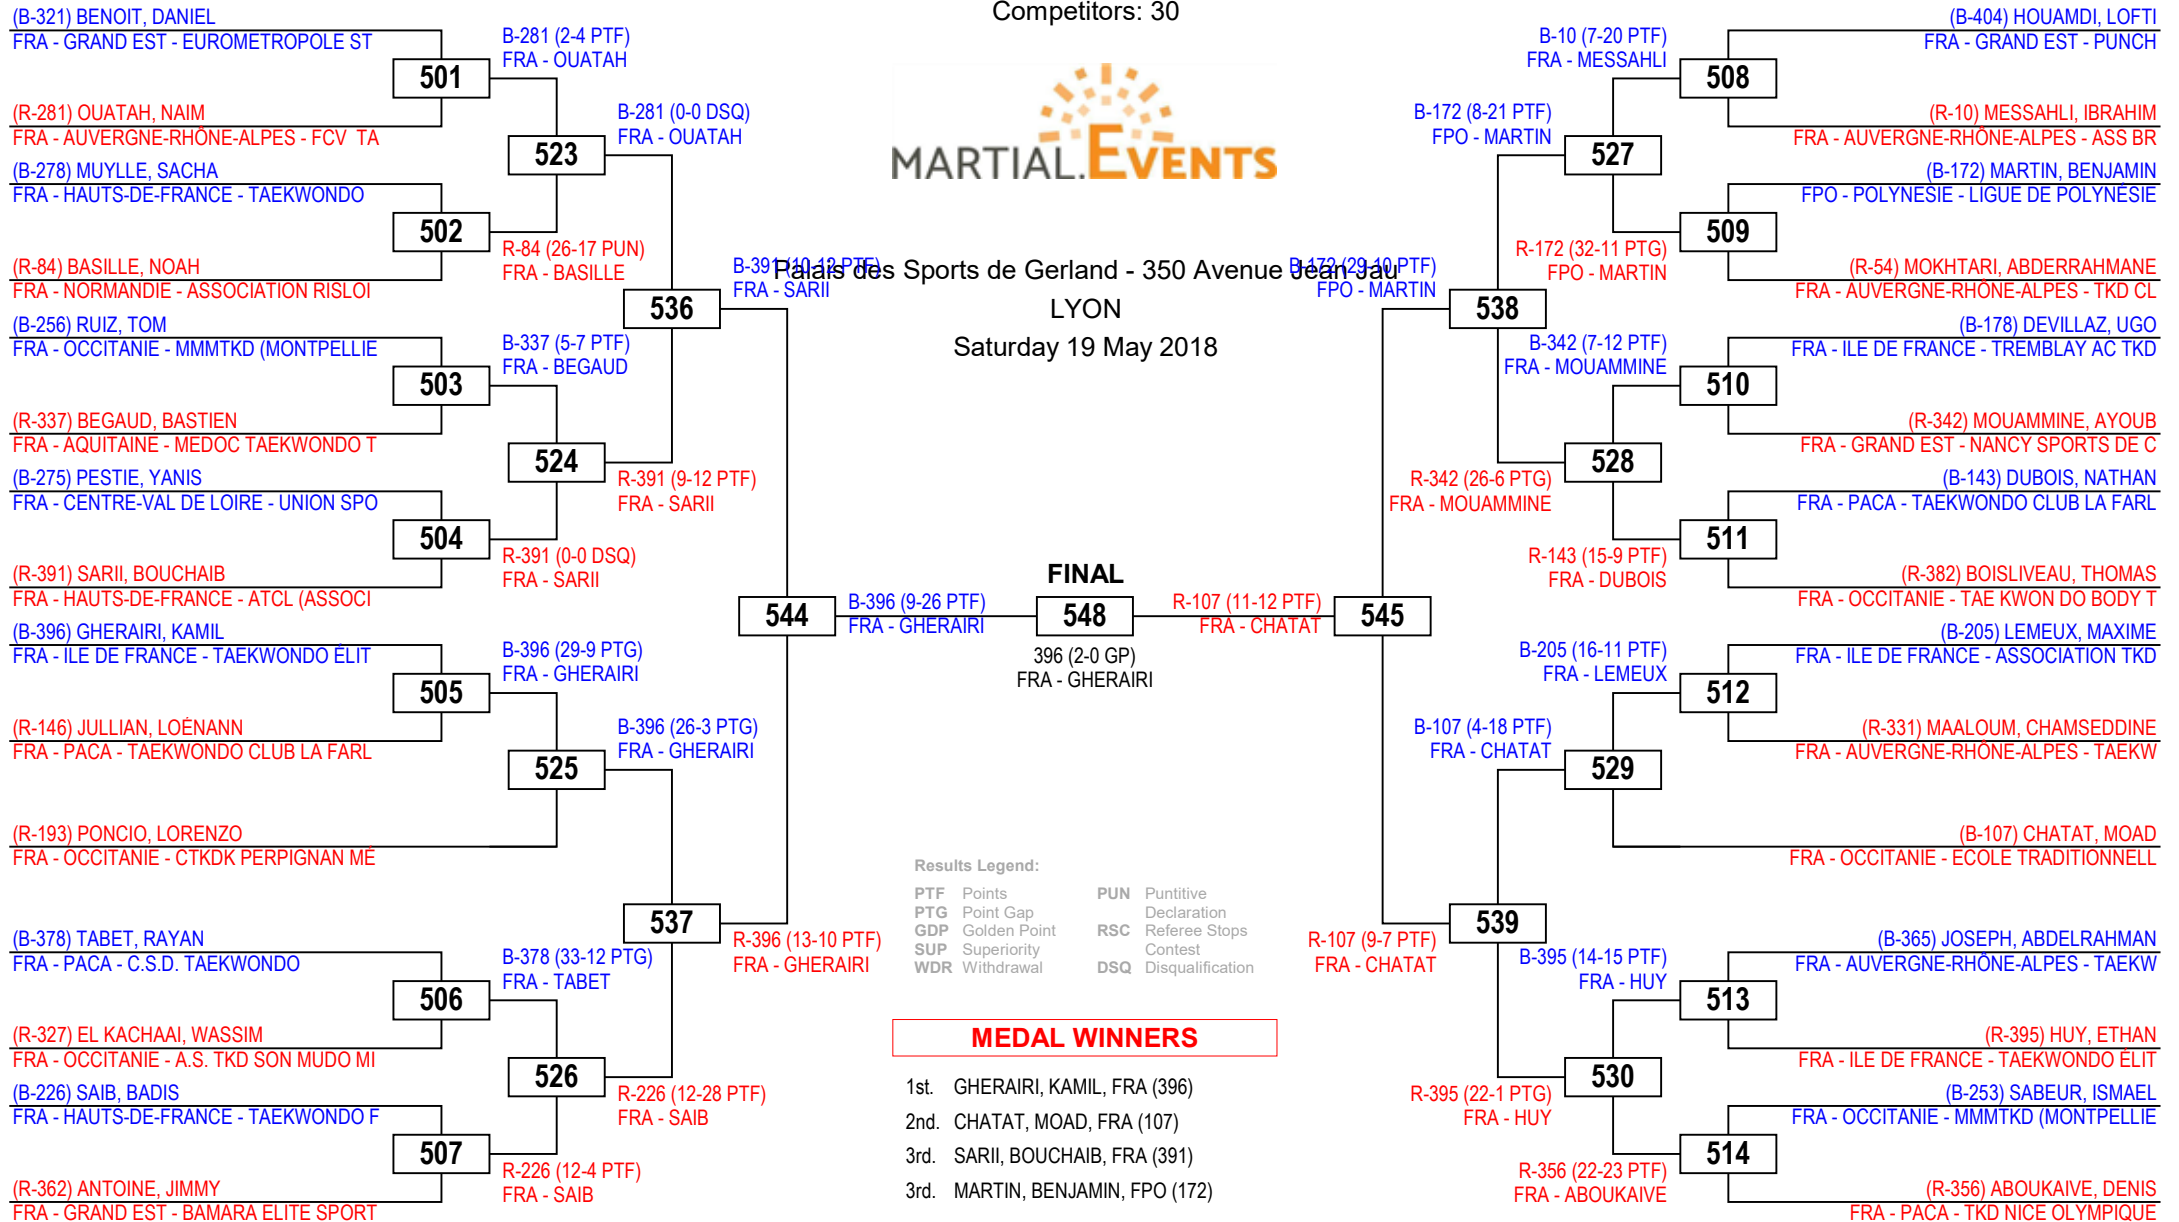 Competitors: 30
MARTIAL.EVENTS
Palais des Sports de Gerland - 350 Avenue Jean Jau
LYON
Saturday 19 May 2018
(B-321) BENOIT, DANIEL
FRA - GRAND EST - EUROMETROPOLE ST
501
(R-281) OUATAH, NAIM
FRA - AUVERGNE-RHÔNE-ALPES - FCV TA
(B-278) MUYLLE, SACHA
FRA - HAUTS-DE-FRANCE - TAEKWONDO
502
(R-84) BASILLE, NOAH
FRA - NORMANDIE - ASSOCIATION RISLOI
(B-256) RUIZ, TOM
FRA - OCCITANIE - MMMTKD (MONTPELLIE
503
(R-337) BEGAUD, BASTIEN
FRA - AQUITAINE - MEDOC TAEKWONDO T
(B-275) PESTIE, YANIS
FRA - CENTRE-VAL DE LOIRE - UNION SPO
504
(R-391) SARII, BOUCHAIB
FRA - HAUTS-DE-FRANCE - ATCL (ASSOCI
(B-396) GHERAIRI, KAMIL
FRA - ILE DE FRANCE - TAEKWONDO ÉLIT
505
(R-146) JULLIAN, LOÉNANN
FRA - PACA - TAEKWONDO CLUB LA FARL
(R-193) PONCIO, LORENZO
FRA - OCCITANIE - CTKDK PERPIGNAN MÉ
(B-378) TABET, RAYAN
FRA - PACA - C.S.D. TAEKWONDO
506
(R-327) EL KACHAAI, WASSIM
FRA - OCCITANIE - A.S. TKD SON MUDO MI
(B-226) SAIB, BADIS
FRA - HAUTS-DE-FRANCE - TAEKWONDO F
507
(R-362) ANTOINE, JIMMY
FRA - GRAND EST - BAMARA ELITE SPORT
B-281 (2-4 PTF)
FRA - OUATAH
523
R-84 (26-17 PUN)
FRA - BASILLE
B-337 (5-7 PTF)
FRA - BEGAUD
524
R-391 (0-0 DSQ)
FRA - SARII
B-396 (29-9 PTG)
FRA - GHERAIRI
525
B-378 (33-12 PTG)
FRA - TABET
526
R-226 (12-4 PTF)
FRA - SAIB
B-281 (0-0 DSQ)
FRA - OUATAH
536
R-391 (9-12 PTF)
FRA - SARII
B-396 (26-3 PTG)
FRA - GHERAIRI
537
R-226 (12-28 PTF)
FRA - SAIB
B-391 (10-12 PTF)
FRA - SARII
544
R-396 (13-10 PTF)
FRA - GHERAIRI
B-396 (9-26 PTF)
FRA - GHERAIRI
FINAL
548
396 (2-0 GP)
FRA - GHERAIRI
R-107 (11-12 PTF)
FRA - CHATAT
545
B-172 (29-10 PTF)
FPO - MARTIN
R-107 (9-7 PTF)
FRA - CHATAT
B-172 (8-21 PTF)
FPO - MARTIN
538
R-342 (26-6 PTG)
FRA - MOUAMMINE
B-107 (4-18 PTF)
FRA - CHATAT
539
R-395 (22-1 PTG)
FRA - HUY
B-10 (7-20 PTF)
FRA - MESSAHLI
527
R-172 (32-11 PTG)
FPO - MARTIN
B-342 (7-12 PTF)
FRA - MOUAMMINE
528
R-143 (15-9 PTF)
FRA - DUBOIS
B-205 (16-11 PTF)
FRA - LEMEUX
529
B-395 (14-15 PTF)
FRA - HUY
530
R-356 (22-23 PTF)
FRA - ABOUKAIVE
(B-404) HOUAMDI, LOFTI
FRA - GRAND EST - PUNCH
508
(R-10) MESSAHLI, IBRAHIM
FRA - AUVERGNE-RHÔNE-ALPES - ASS BR
(B-172) MARTIN, BENJAMIN
FPO - POLYNESIE - LIGUE DE POLYNÉSIE
509
(R-54) MOKHTARI, ABDERRAHMANE
FRA - AUVERGNE-RHÔNE-ALPES - TKD CL
(B-178) DEVILLAZ, UGO
FRA - ILE DE FRANCE - TREMBLAY AC TKD
510
(R-342) MOUAMMINE, AYOUB
FRA - GRAND EST - NANCY SPORTS DE C
(B-143) DUBOIS, NATHAN
FRA - PACA - TAEKWONDO CLUB LA FARL
511
(R-382) BOISLIVEAU, THOMAS
FRA - OCCITANIE - TAE KWON DO BODY T
(B-205) LEMEUX, MAXIME
FRA - ILE DE FRANCE - ASSOCIATION TKD
512
(R-331) MAALOUM, CHAMSEDDINE
FRA - AUVERGNE-RHÔNE-ALPES - TAEKW
(B-107) CHATAT, MOAD
FRA - OCCITANIE - ECOLE TRADITIONNELL
(B-365) JOSEPH, ABDELRAHMAN
FRA - AUVERGNE-RHÔNE-ALPES - TAEKW
513
(R-395) HUY, ETHAN
FRA - ILE DE FRANCE - TAEKWONDO ÉLIT
(B-253) SABEUR, ISMAEL
FRA - OCCITANIE - MMMTKD (MONTPELLIE
514
(R-356) ABOUKAIVE, DENIS
FRA - PACA - TKD NICE OLYMPIQUE
Results Legend:
PTF Points PUN Puntitive
PTG Point Gap Declaration
GDP Golden Point RSC Referee Stops
SUP Superiority Contest
WDR Withdrawal DSQ Disqualification
MEDAL WINNERS
1st. GHERAIRI, KAMIL, FRA (396)
2nd. CHATAT, MOAD, FRA (107)
3rd. SARII, BOUCHAIB, FRA (391)
3rd. MARTIN, BENJAMIN, FPO (172)